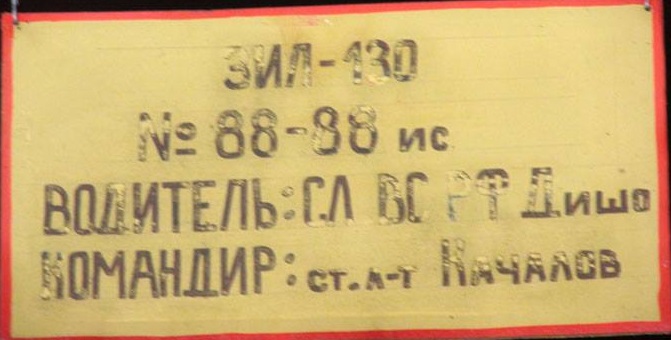 ЗИЛ-130
№ 88-88 ис
ВОДИТЕЛЬ: СЛ ВС РФ Дишо
КОМАНДИР: ст. л-т Качалов